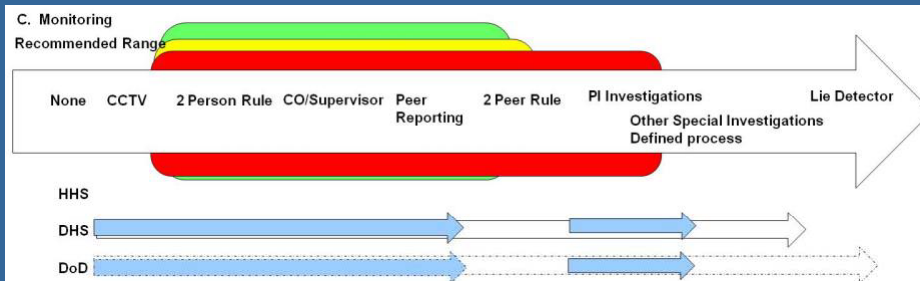 C. Monitoring
Recommended Range
None CCTV 2 Person Rule CO/Supervisor Peer Reporting 2 Peer Rule PI Investigations Lie Detector
Other Special Investigations
Defined process
HHS
DHS
DoD